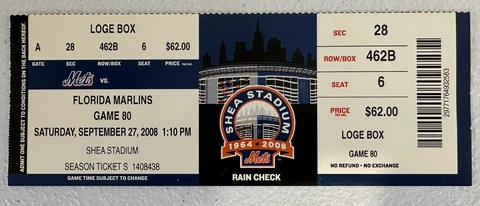 ADMIT ONE SUBJECT TO CONDITIONS ON THE BACK HEREOF.
LOGE BOX
A 28 462B 6 $62.00
GATE SEC ROW/BOX SEAT PRICE
Mets VS.
FLORIDA MARLINS
GAME 80
SATURDAY, SEPTEMBER 27, 2008 1:10 PM
SHEA STADIUM
SEASON TICKET S 1408438
GAME TIME SUBJECT TO CHANGE
SHEA STADIUM
1964 2008
Mets
RAIN CHECK
SEC 28
ROW/BOX 462B
SEAT 6
PRICE $62.00
LOGE BOX
GAME 80
NO REFUND • NO EXCHANGE